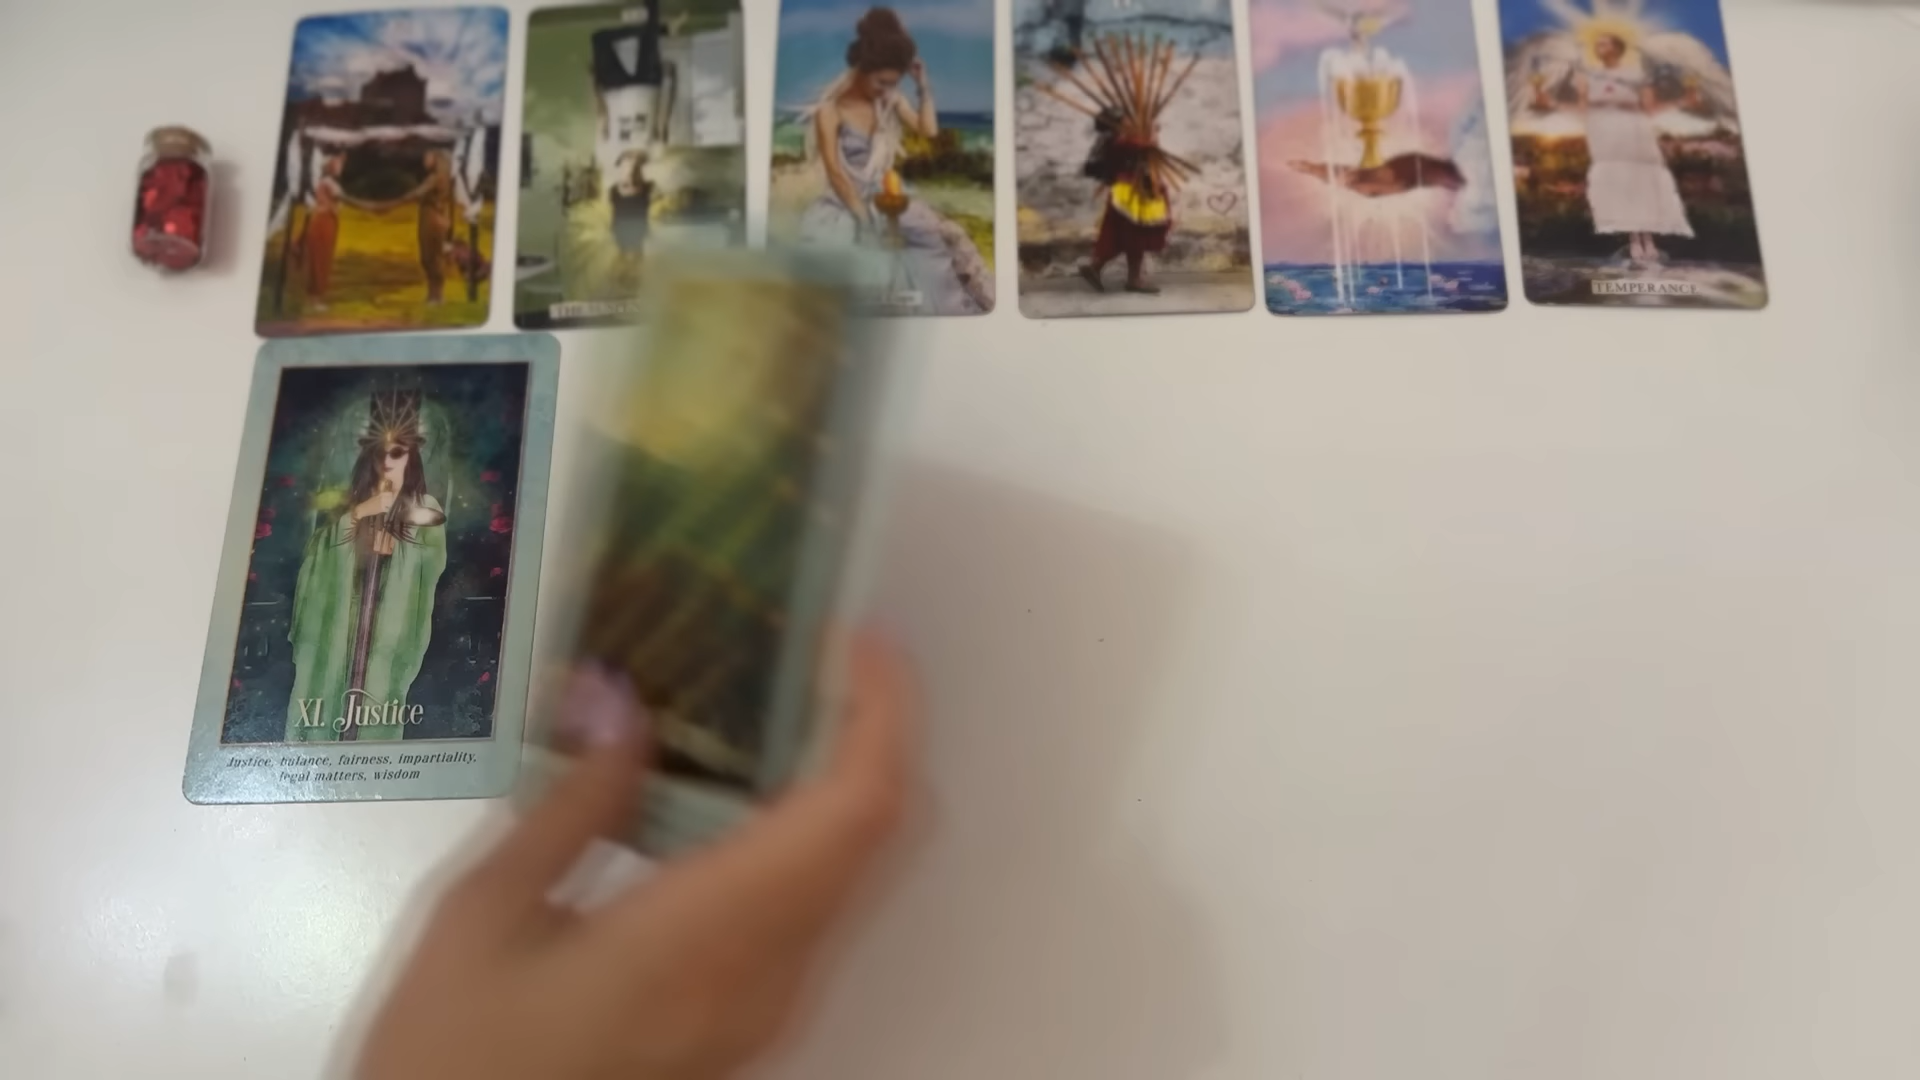 TEMPERANCE
XI. Justice
Justice, balance, fairness, impartiality,
legal matters, wisdom